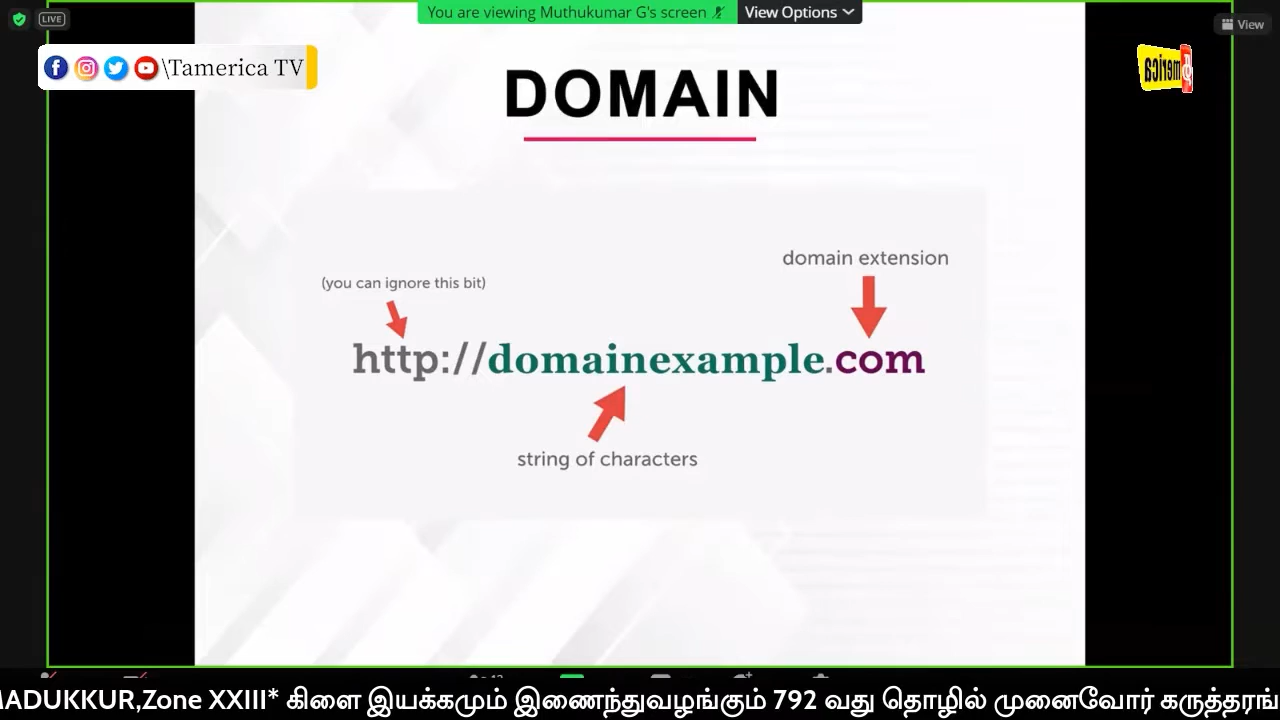 You are viewing Muthukumar G's screen
View Options
LIVE
View
\Tamerica TV
DOMAIN
domain extension
(you can ignore this bit)
http://domainexample.com
string of characters
MADUKKUR,Zone XXIII* கிளை இயக்கமும் இணைந்துவழங்கும் 792 வது தொழில் முனைவோர் கருத்தரங்